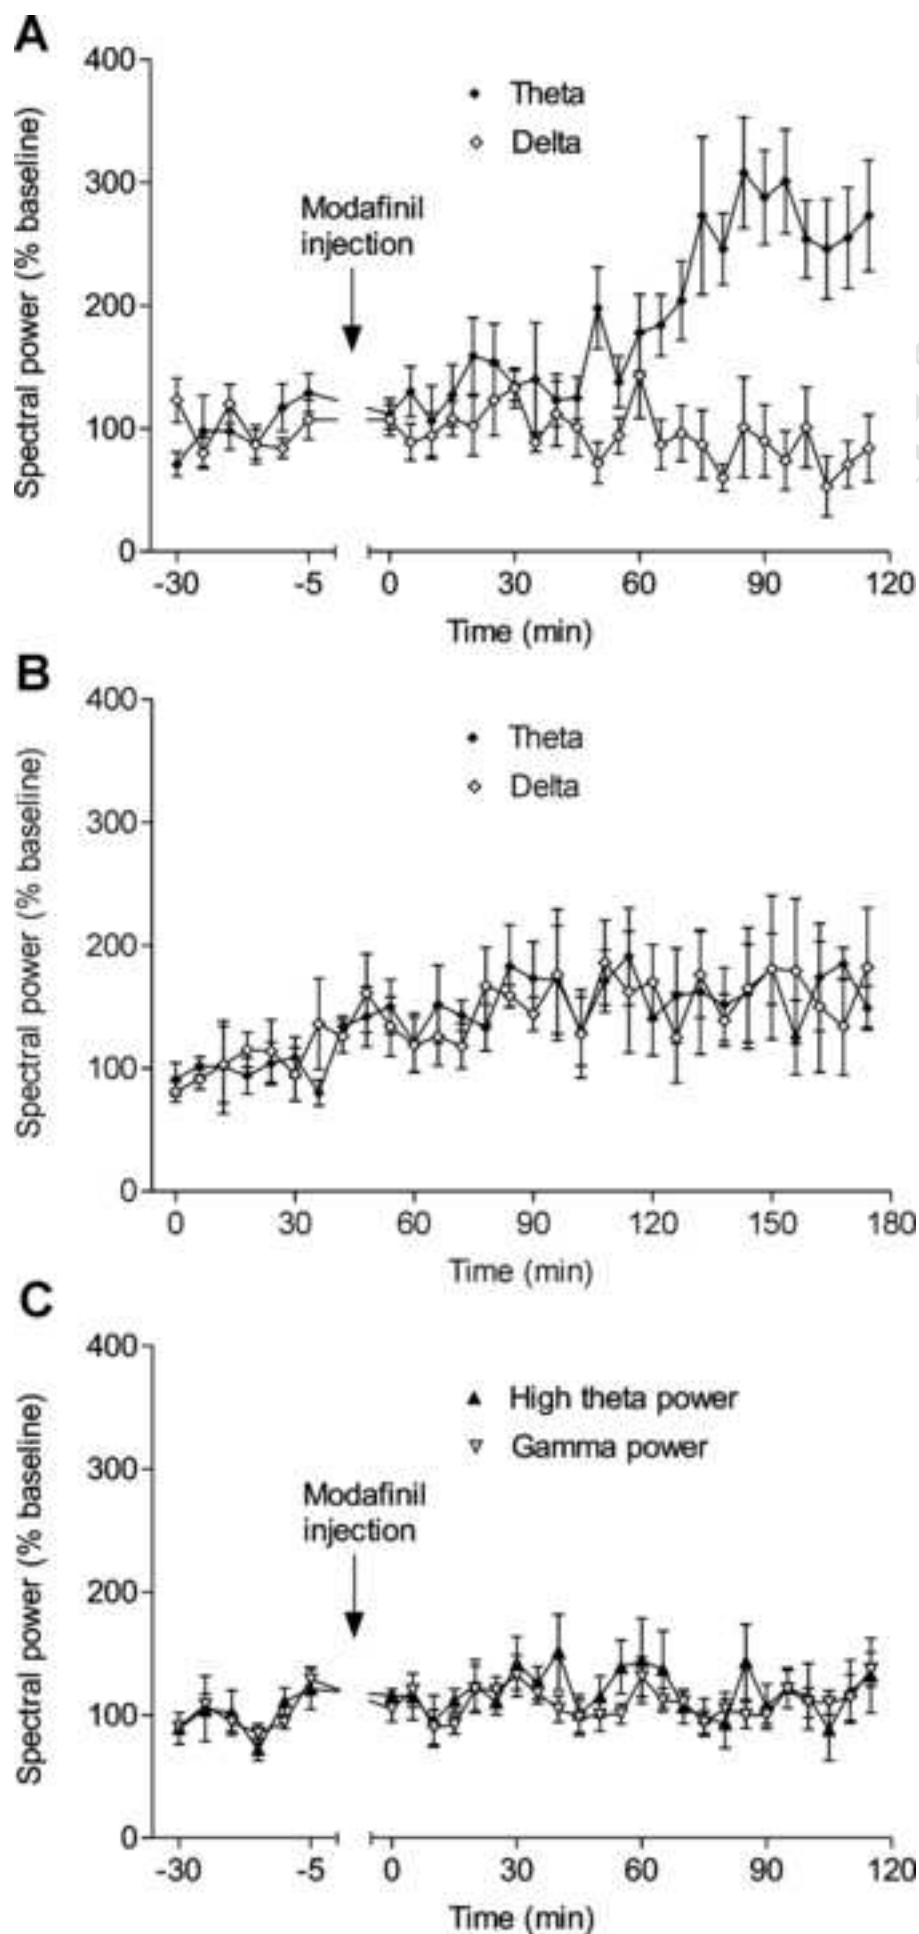 A
400
300
200
100
0
Spectral power (% baseline)
Theta
Delta
Modafinil
injection
-30
-5
0
30
60
90
120
Time (min)
B
400
300
200
100
0
Spectral power (% baseline)
Theta
Delta
0
30
60
90
120
150
180
Time (min)
C
400
300
200
100
0
Spectral power (% baseline)
High theta power
Gamma power
Modafinil
injection
-30
-5
0
30
60
90
120
Time (min)